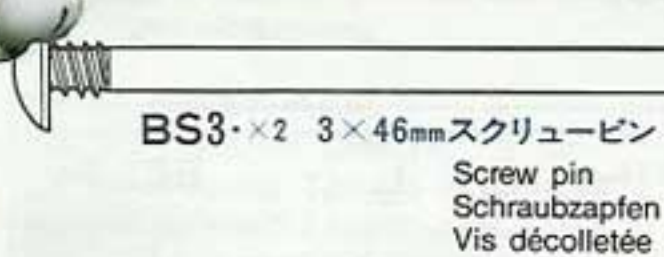 BS3･×2 3×46mmスクリューピン
Screw pin
Schraubzapfen
Vis décolletée